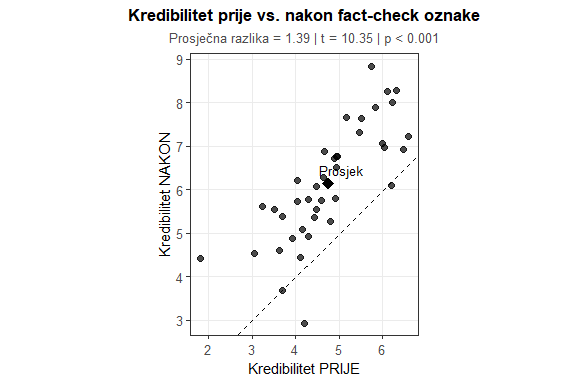 Kredibilitet prije vs. nakon fact-check oznake
Prosječna razlika = 1.39 | t = 10.35 | p < 0.001
9
8
7
6
5
4
3
Kredibilitet NAKON
Prosjek
2
3
4
5
6
Kredibilitet PRIJE